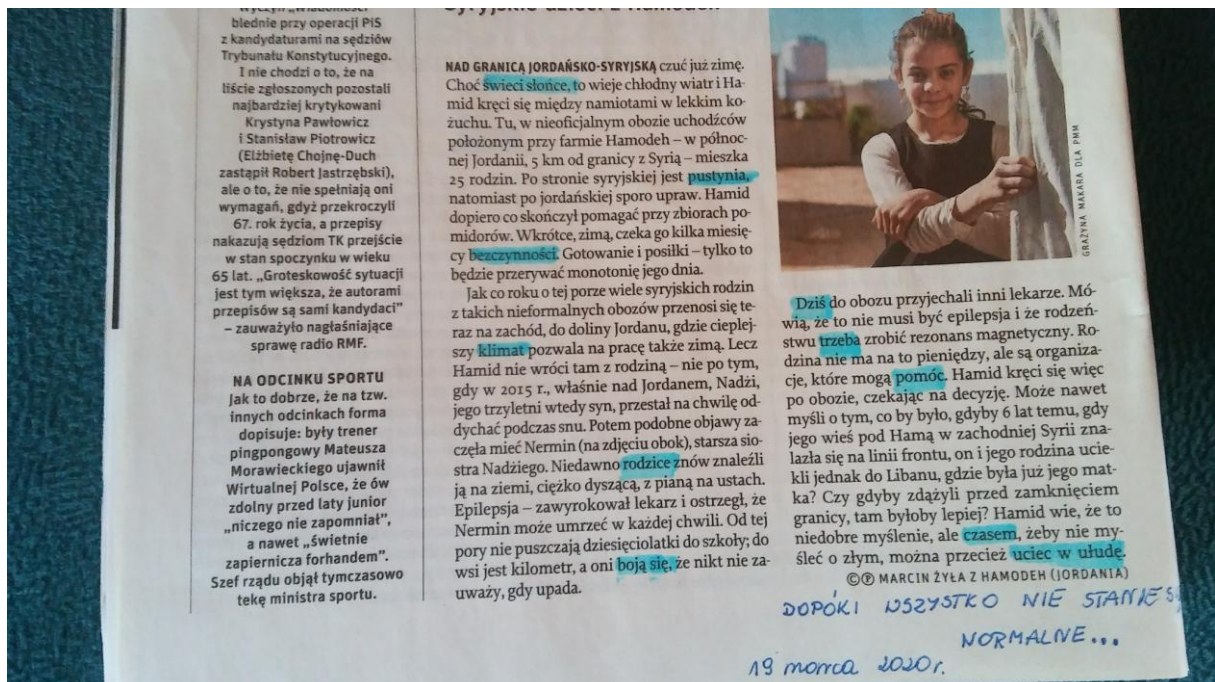 blednie przy operacji PiS
z kandydaturami na sędziów
Trybunału Konstytucyjnego.
I nie chodzi o to, że na
liście zgłoszonych pozostali
najbardziej krytykowani
Krystyna Pawłowicz
i Stanisław Piotrowicz
(Elżbietę Chojnę-Duch
zastąpił Robert Jastrzębski),
ale o to, że nie spełniają oni
wymagań, gdyż przekroczyli
67. rok życia, a przepisy
nakazują sędziom TK przejście
w stan spoczynku w wieku
65 lat. „Groteskowość sytuacji
jest tym większa, że autorami
przepisów są sami kandydaci”
– zauważyło nagłaśniające
sprawę radio RMF.
NA ODCINKU SPORTU
Jak to dobrze, że na tzw.
innych odcinkach forma
dopisuje: były trener
pingpongowy Mateusza
Morawieckiego ujawnił
Wirtualnej Polsce, że ów
zdolny przed laty junior
„niczego nie zapomniał”,
a nawet „świetnie
zapiernicza forhandem”.
Szef rządu objął tymczasowo
tekę ministra sportu.
NAD GRANICĄ JORDAŃSKO-SYRYJSKĄ czuć już zimę.
Choć świeci słońce, to wieje chłodny wiatr i Ha-
mid kręci się między namiotami w lekkim ko-
żuchu. Tu, w nieoficjalnym obozie uchodźców
położonym przy farmie Hamodeh – w północ-
nej Jordanii, 5 km od granicy z Syrią – mieszka
25 rodzin. Po stronie syryjskiej jest pustynia,
natomiast po jordańskiej sporo upraw. Hamid
dopiero co skończył pomagać przy zbiorach po-
midorów. Wkrótce, zimą, czeka go kilka miesię-
cy bezczynności. Gotowanie i posiłki – tylko to
będzie przerywać monotonię jego dnia.
Jak co roku o tej porze wiele syryjskich rodzin
z takich nieformalnych obozów przenosi się te-
raz na zachód, do doliny Jordanu, gdzie cieplej-
szy klimat pozwala na pracę także zimą. Lecz
Hamid nie wróci tam z rodziną – nie po tym,
gdy w 2015 r., właśnie nad Jordanem, Nadżi,
jego trzyletni wtedy syn, przestał na chwilę od-
dychać podczas snu. Potem podobne objawy za-
częła mieć Nermin (na zdjęciu obok), starsza sio-
stra Nadżiego. Niedawno rodzice znów znaleźli
ją na ziemi, ciężko dyszącą, z pianą na ustach.
Epilepsja – zawyrokował lekarz i ostrzegł, że
Nermin może umrzeć w każdej chwili. Od tej
pory nie puszczają dziesięciolatki do szkoły; do
wsi jest kilometr, a oni boją się, że nikt nie za-
uważy, gdy upada.
GRAŻYNA MAKARA DLA PMM
Dziś do obozu przyjechali inni lekarze. Mó-
wią, że to nie musi być epilepsja i że rodzeń-
stwu trzeba zrobić rezonans magnetyczny. Ro-
dzina nie ma na to pieniędzy, ale są organiza-
cje, które mogą pomóc. Hamid kręci się więc
po obozie, czekając na decyzję. Może nawet
myśli o tym, co by było, gdyby 6 lat temu, gdy
jego wieś pod Hamą w zachodniej Syrii zna-
lazła się na linii frontu, on i jego rodzina ucie-
kli jednak do Libanu, gdzie była już jego mat-
ka? Czy gdyby zdążyli przed zamknięciem
granicy, tam byłoby lepiej? Hamid wie, że to
niedobre myślenie, ale czasem, żeby nie my-
śleć o złym, można przecież uciec w ułudę.
©Ⓟ MARCIN ŻYŁA Z HAMODEH (JORDANIA)
DOPÓKI WSZYSTKO NIE STANIE S
NORMALNE...
19 marca 2020r.